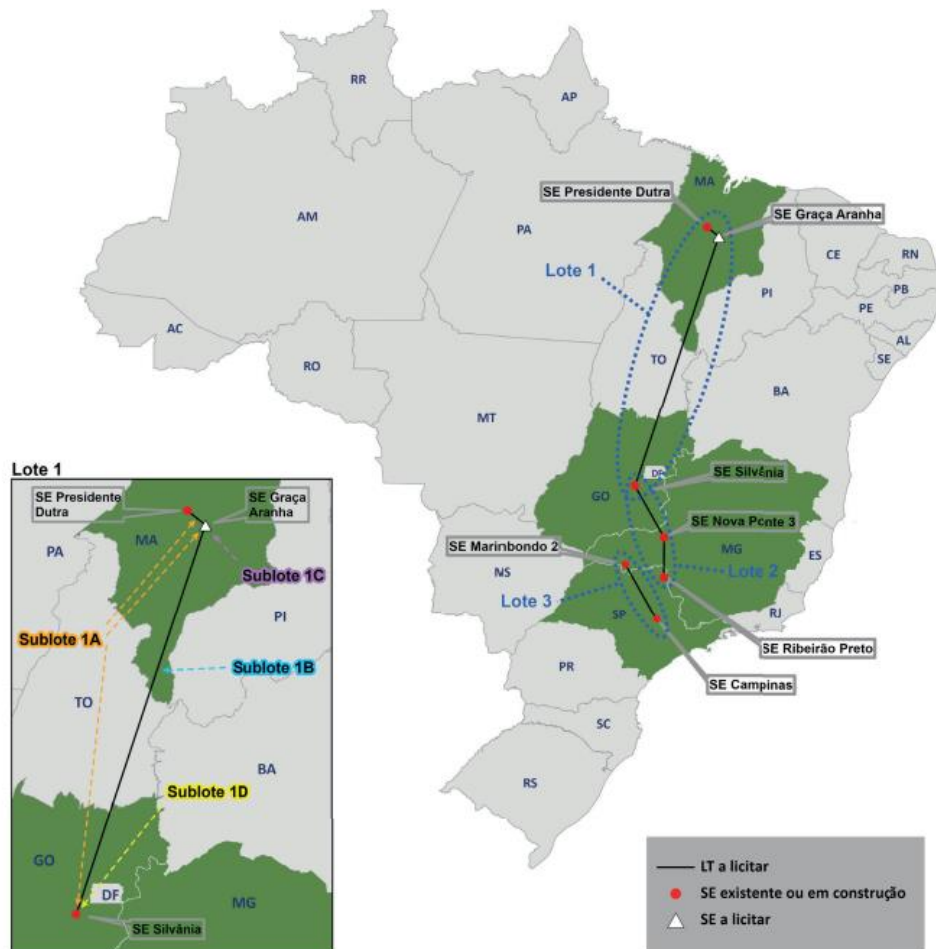 RR
AP
AM
PA
MA
SE Presidente Dutra
SE Graça Aranha
CE
RN
PB
PE
AL
SE
PI
Lote 1
AC
RO
TO
BA
MT
DF
SE Silvênia
GO
SE Nova Ponte 3
MG
ES
SE Marinbondo 2
Lote 2
NS
Lote 3
SP
RJ
SE Ribeirão Preto
PR
SE Campinas
SC
RS
Lote 1
SE Presidente
Dutra
SE Graça
Aranha
MA
PA
Sublote 1C
PI
Sublote 1A
Sublote 1B
TO
BA
Sublote 1D
GO
DF
MG
SE Silvânia
LT a licitar
SE existente ou em construção
SE a licitar